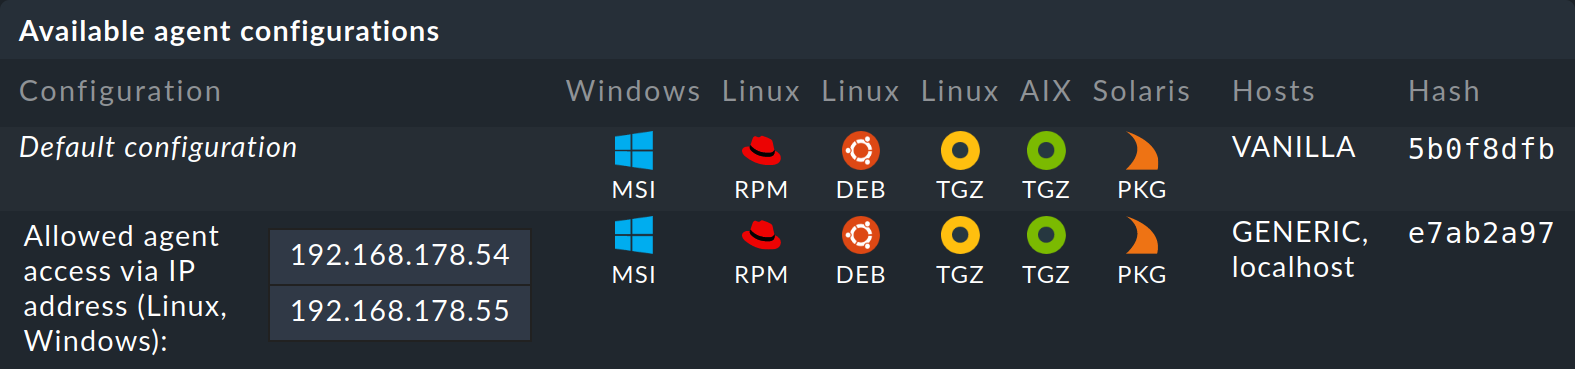 Available agent configurations
Configuration Windows Linux Linux Linux AIX Solaris Hosts Hash
Default configuration MSI RPM DEB TGZ TGZ PKG VANILLA 5b0f8dfb
Allowed agent
access via IP
address (Linux,
Windows):
192.168.178.54
192.168.178.55
MSI RPM DEB TGZ TGZ PKG
GENERIC,
localhost
e7ab2a97